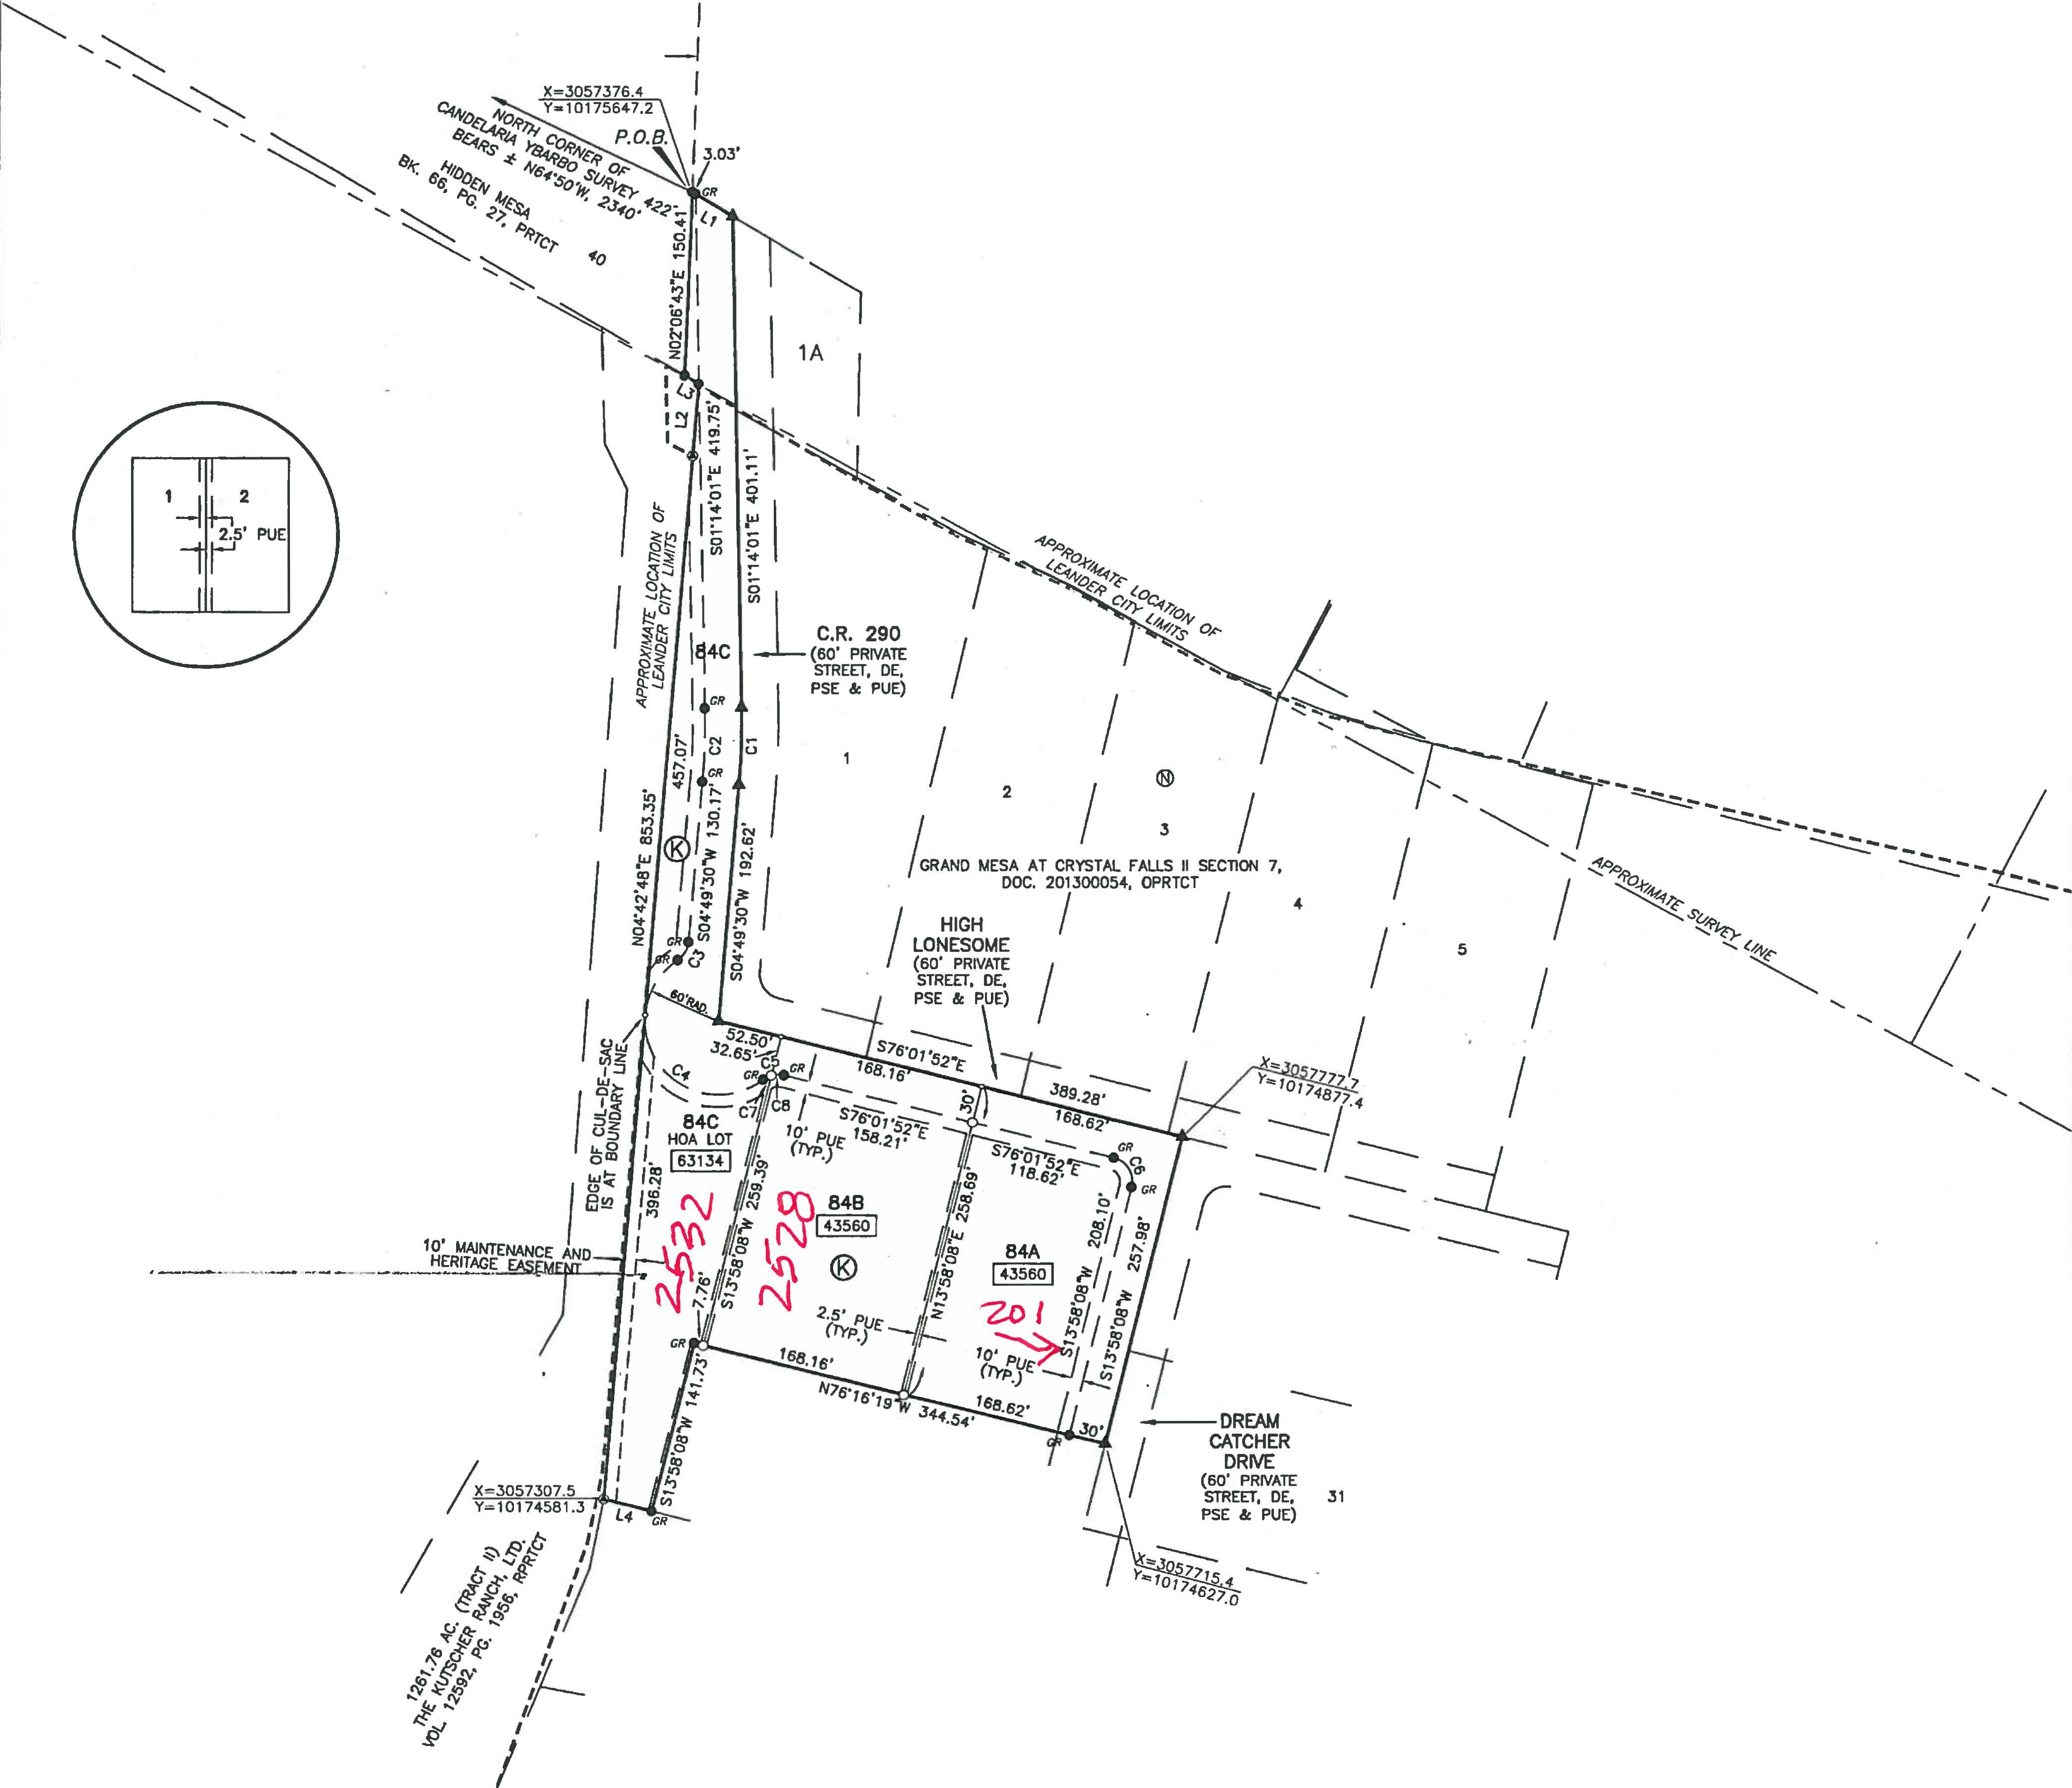 X=3057376.4
Y=10175647.2
P.O.B.
3.03'
GR
L1
NORTH CORNER OF
CANDELARIA YBARBO SURVEY 422
BEARS ± N64°50'W, 2340'
HIDDEN MESA
BK. 66, PG. 27, PRTCT
40
N02°06'43"E 150.41'
1A
L3
L2
S01°14'01"E 419.75'
S01°14'01"E 401.11'
1
2
2.5' PUE
APPROXIMATE LOCATION OF
LEANDER CITY LIMITS
APPROXIMATE LOCATION OF
LEANDER CITY LIMITS
84C
C.R. 290
(60' PRIVATE
STREET, DE,
PSE & PUE)
GR
C2
C1
GR
457.07'
1
2
N
3
K
N04°42'48"E 853.35'
S04°49'30"W 130.17'
S04°49'30"W 192.62'
GRAND MESA AT CRYSTAL FALLS II SECTION 7,
DOC. 201300054, OPRTCT
4
5
APPROXIMATE SURVEY LINE
HIGH
LONESOME
(60' PRIVATE
STREET, DE,
PSE & PUE)
GR
GR
C3
60'RAD.
52.50'
32.65'
C5
S76°01'52"E
168.16'
389.28'
168.62'
X=3057777.7
Y=10174877.4
EDGE OF CUL-DE-SAC
IS AT BOUNDARY LINE
C4
GR
GR
C7
C8
30'
84C
HOA LOT
63134
10' PUE
(TYP.)
S76°01'52"E
158.21'
S76°01'52"E
118.62'
GR
C6
GR
396.28'
2532
S13°58'08"W 259.39'
2528
84B
43560
K
N13°58'08"E 258.69'
84A
43560
S13°58'08"W 208.10'
S13°58'08"W 257.98'
10' MAINTENANCE AND
HERITAGE EASEMENT
7.76'
2.5' PUE
(TYP.)
201
10' PUE
(TYP.)
GR
168.16'
N76°16'19"W 344.54'
168.62'
30'
GR
S13°58'08"W 141.73'
DREAM
CATCHER
DRIVE
(60' PRIVATE
STREET, DE,
PSE & PUE)
31
X=3057307.5
Y=10174581.3
L4
GR
X=3057715.4
Y=10174627.0
1261.76 AC. (TRACT II)
THE KUTSCHER RANCH, LTD.
VOL. 12592, PG. 1956, RPRTCT